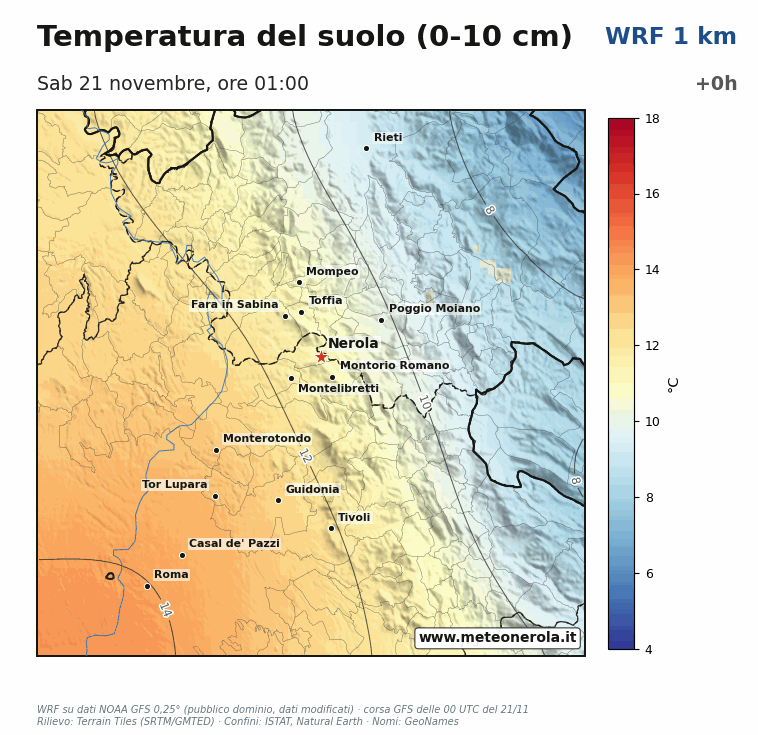 Temperatura del suolo (0-10 cm)
WRF 1 km
Sab 21 novembre, ore 01:00
+0h
Rieti
8
Mompeo
Fara in Sabina
Toffia
Poggio Moiano
Nerola
Montorio Romano
Montelibretti
10
Monterotondo
12
8
Tor Lupara
Guidonia
Tivoli
Casal de' Pazzi
Roma
14
www.meteonerola.it
18
16
14
12
10
8
6
4
°C
WRF su dati NOAA GFS 0,25° (pubblico dominio, dati modificati) · corsa GFS delle 00 UTC del 21/11
Rilievo: Terrain Tiles (SRTM/GMTED) · Confini: ISTAT, Natural Earth · Nomi: GeoNames